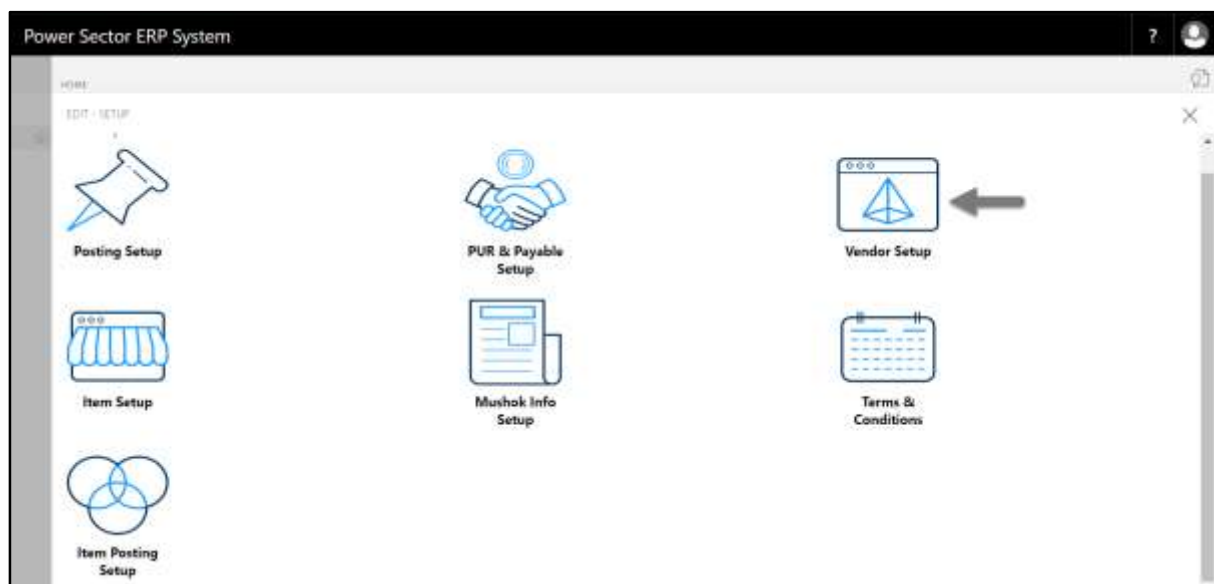 Power Sector ERP System ?
HOME
EDIT - SETUP
Posting Setup
PUR & Payable
Setup
Vendor Setup
Item Setup
Mushok Info
Setup
Terms &
Conditions
Item Posting
Setup